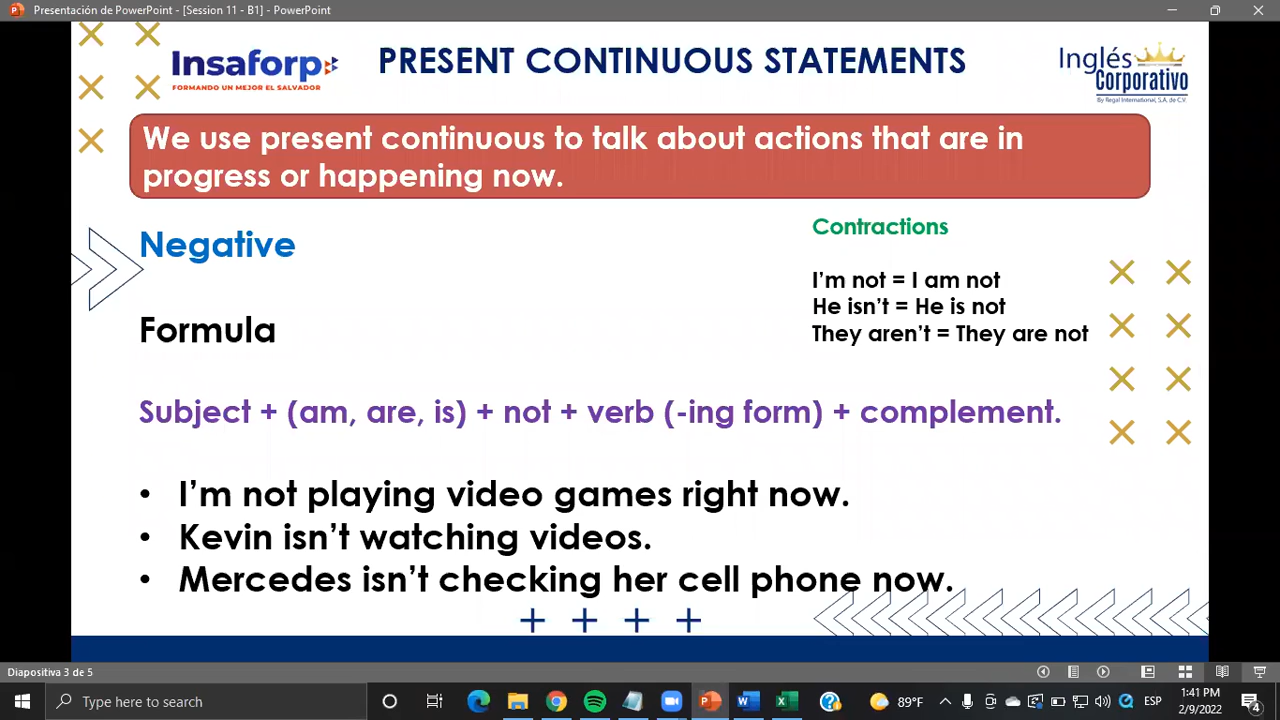 Presentación de PowerPoint - [Session 11 - B1] - PowerPoint
Insaforp
FORMANDO UN MEJOR EL SALVADOR
PRESENT CONTINUOUS STATEMENTS
Inglés
Corporativo
By Regal International, S.A. de C.V.
We use present continuous to talk about actions that are in
progress or happening now.
Negative
Contractions
I'm not = I am not
He isn't = He is not
They aren't = They are not
Formula
Subject + (am, are, is) + not + verb (-ing form) + complement.
• I'm not playing video games right now.
• Kevin isn't watching videos.
• Mercedes isn't checking her cell phone now.
Diapositiva 3 de 5
Type here to search
89°F
ESP
1:41 PM
2/9/2022
4